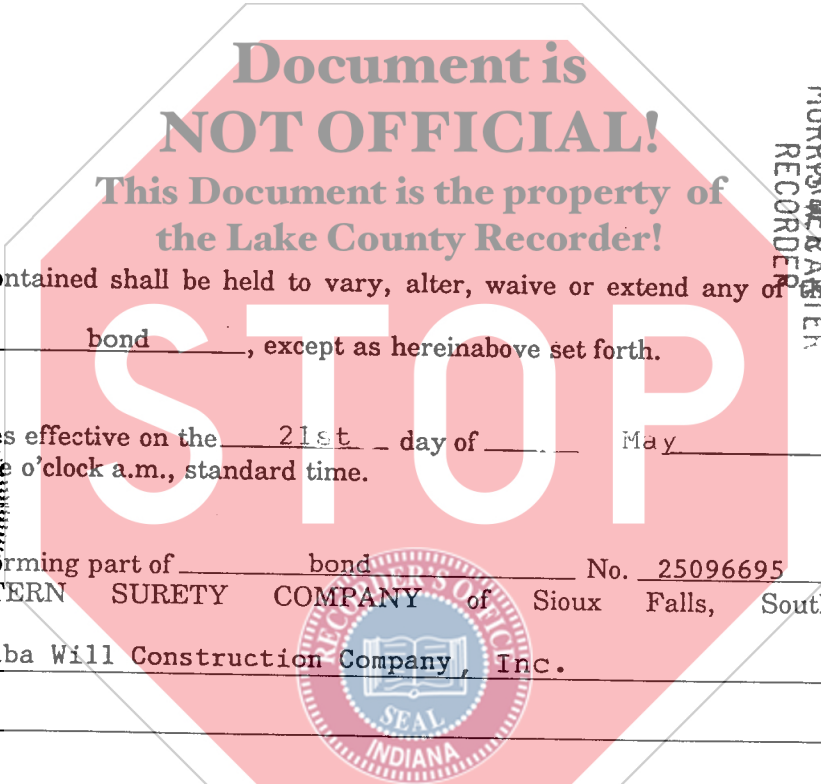 Document is
NOT OFFICIAL!
This Document is the property of
the Lake County Recorder!
RECORDER
ontained shall be held to vary, alter, waive or extend any of th
bond , except as hereinabove set forth.
STOP
es effective on the 21st day of May
e o'clock a.m., standard time.
orming part of bond No. 25096695
TERN SURETY COMPANY of Sioux Falls, South
ba Will Construction Company, Inc.
RECORDER'S OFFICE
SEAL
INDIANA